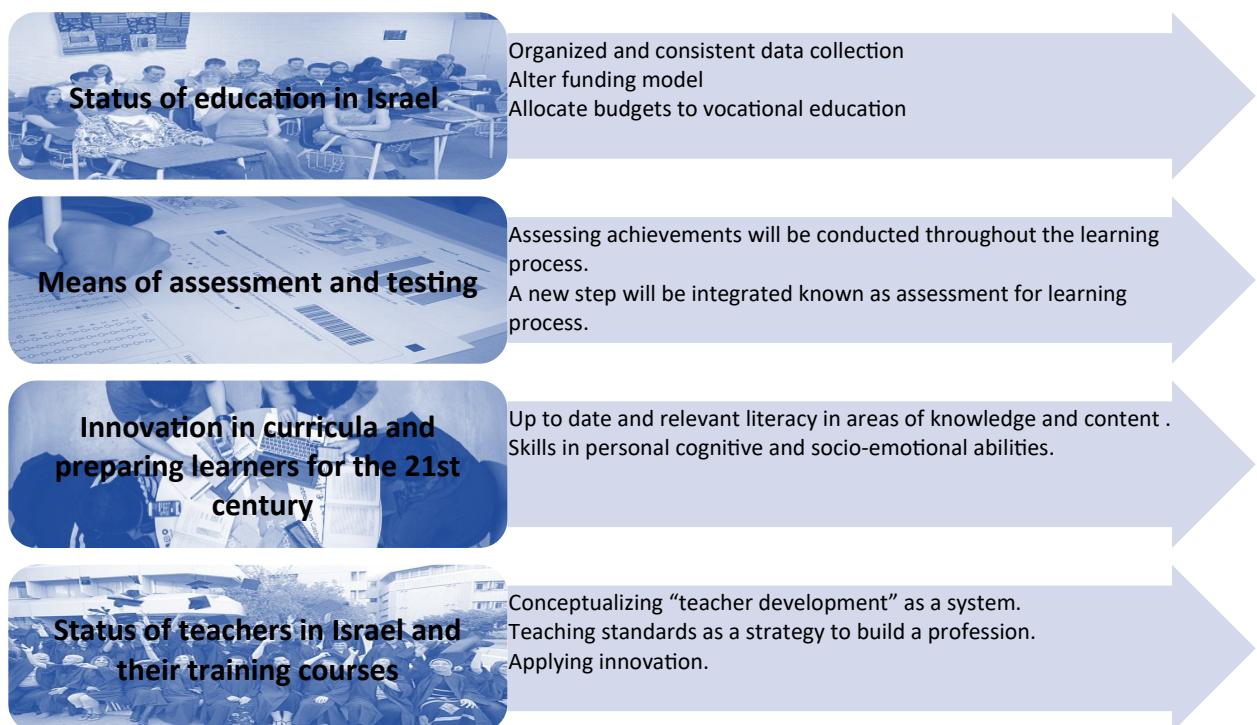 Status of education in Israel
Organized and consistent data collection
Alter funding model
Allocate budgets to vocational education
Means of assessment and testing
Assessing achievements will be conducted throughout the learning
process.
A new step will be integrated known as assessment for learning
process.
Innovation in curricula and
preparing learners for the 21st
century
Up to date and relevant literacy in areas of knowledge and content .
Skills in personal cognitive and socio-emotional abilities.
Status of teachers in Israel and
their training courses
Conceptualizing “teacher development” as a system.
Teaching standards as a strategy to build a profession.
Applying innovation.